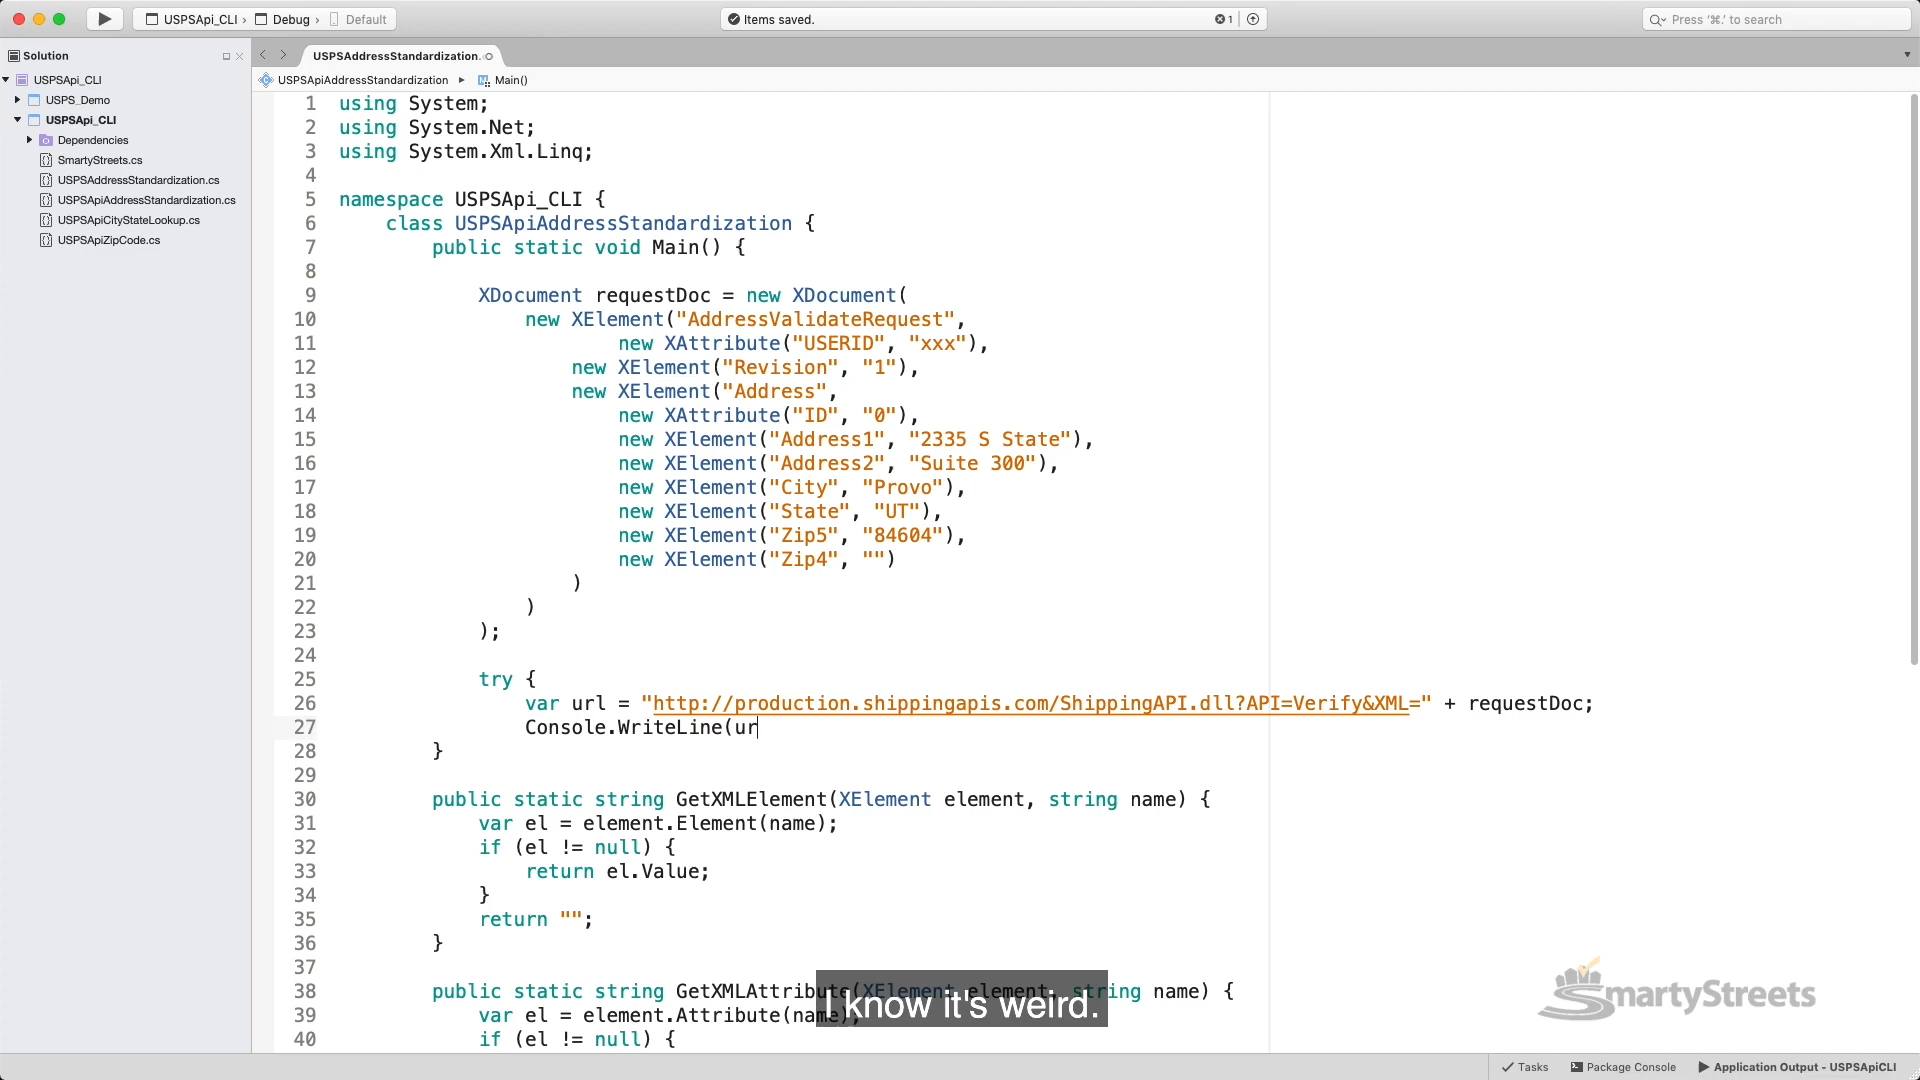 USPSApi_CLI › Debug › Default
Items saved.
1
Press '⌘.' to search
Solution
USPSAddressStandardization.
USPSApi_CLI
USPS_Demo
USPSApi_CLI
Dependencies
SmartyStreets.cs
USPSAddressStandardization.cs
USPSApiAddressStandardization.cs
USPSApiCityStateLookup.cs
USPSApiZipCode.cs
USPSApiAddressStandardization ▸ Main()
1 using System;
2 using System.Net;
3 using System.Xml.Linq;
4
5 namespace USPSApi_CLI {
6 class USPSApiAddressStandardization {
7 public static void Main() {
8
9 XDocument requestDoc = new XDocument(
10 new XElement("AddressValidateRequest",
11 new XAttribute("USERID", "xxx"),
12 new XElement("Revision", "1"),
13 new XElement("Address",
14 new XAttribute("ID", "0"),
15 new XElement("Address1", "2335 S State"),
16 new XElement("Address2", "Suite 300"),
17 new XElement("City", "Provo"),
18 new XElement("State", "UT"),
19 new XElement("Zip5", "84604"),
20 new XElement("Zip4", "")
21 )
22 )
23 );
24
25 try {
26 var url = "http://production.shippingapis.com/ShippingAPI.dll?API=Verify&XML=" + requestDoc;
27 Console.WriteLine(ur
28 }
29
30 public static string GetXMLElement(XElement element, string name) {
31 var el = element.Element(name);
32 if (el != null) {
33 return el.Value;
34 }
35 return "";
36 }
37
38 public static string GetXMLAttribute(XElement element, string name) {
39 var el = element.Attribute(name);
40 if (el != null) {
I know it's weird.
SmartyStreets
Tasks
Package Console
Application Output - USPSApiCLI